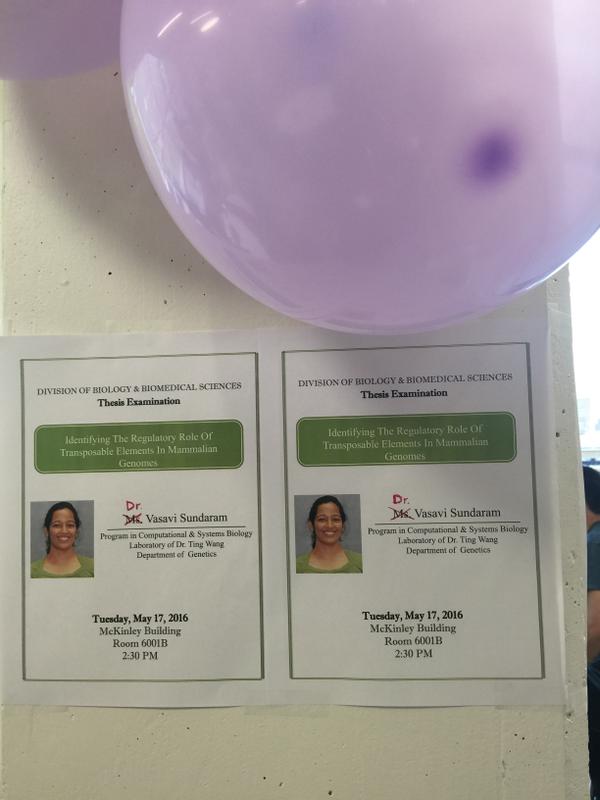 DIVISION OF BIOLOGY & BIOMEDICAL SCIENCES
Thesis Examination
Identifying The Regulatory Role Of
Transposable Elements In Mammalian
Genomes
Dr.
Ms. Vasavi Sundaram
Program in Computational & Systems Biology
Laboratory of Dr. Ting Wang
Department of Genetics
Tuesday, May 17, 2016
McKinley Building
Room 6001B
2:30 PM
DIVISION OF BIOLOGY & BIOMEDICAL SCIENCES
Thesis Examination
Identifying The Regulatory Role Of
Transposable Elements In Mammalian
Genomes
Dr.
Ms. Vasavi Sundaram
Program in Computational & Systems Biology
Laboratory of Dr. Ting Wang
Department of Genetics
Tuesday, May 17, 2016
McKinley Building
Room 6001B
2:30 PM